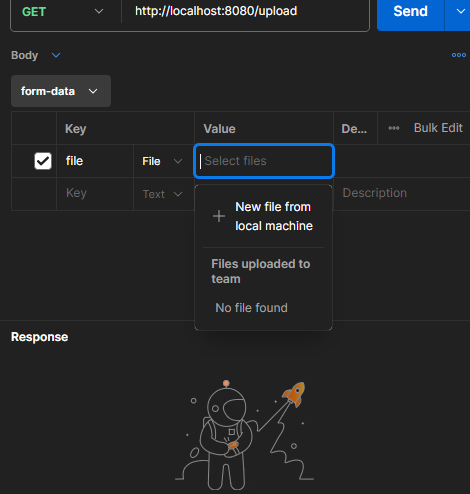 GET http://localhost:8080/upload Send
Body
form-data
Key Value De... Bulk Edit
file File Select files
Key Text Description
New file from
local machine
Files uploaded to
team
No file found
Response